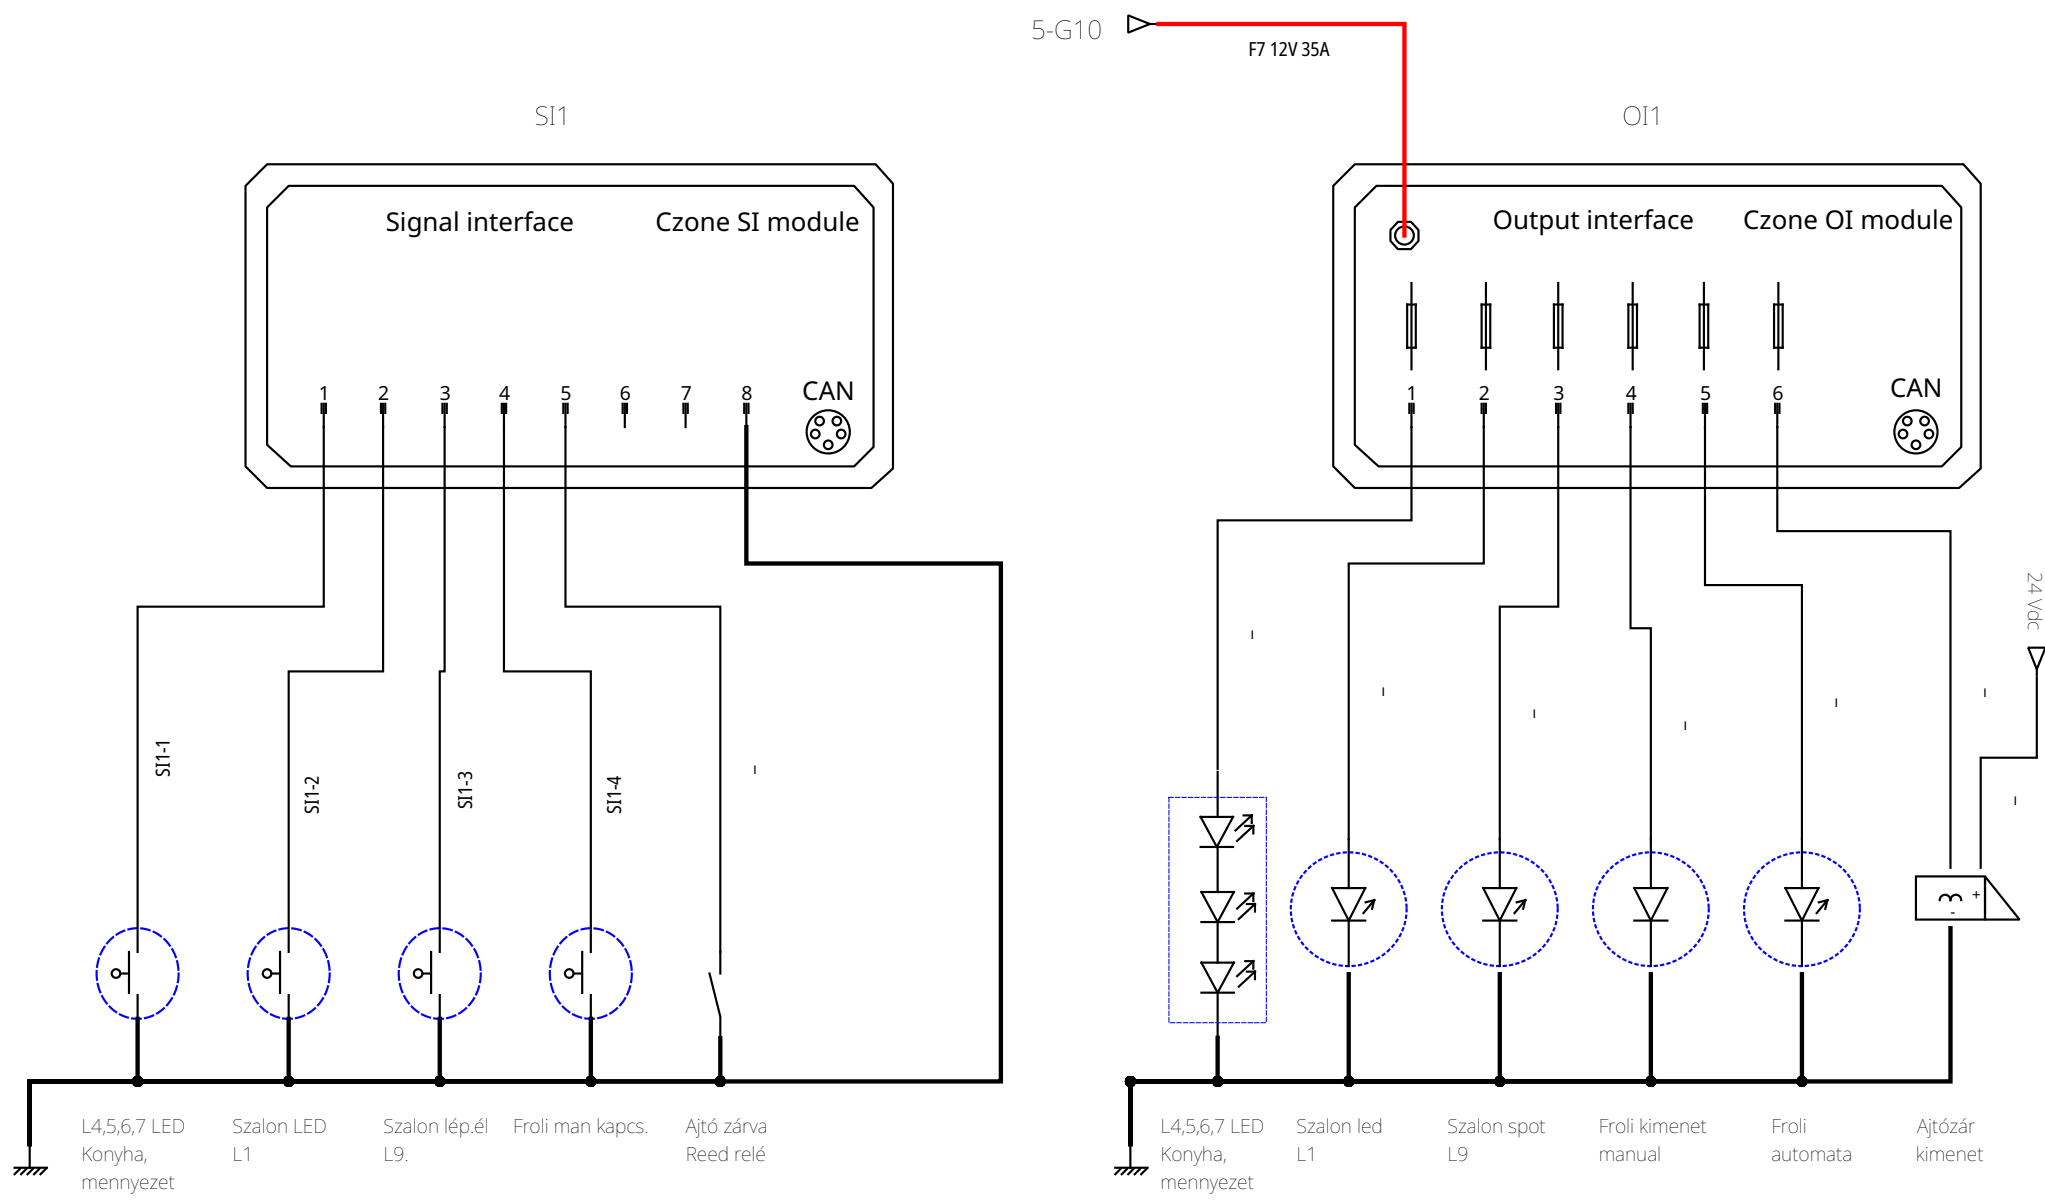 5-G10
F7 12V 35A
SI1
OI1
Signal interface
Czone SI module
Output interface
Czone OI module
1 2 3 4 5 6 7 8
CAN
1 2 3 4 5 6
CAN
24 Vdc
SI1-1
SI1-2
SI1-3
SI1-4
+
-
L4,5,6,7 LED
Konyha,
mennyezet
Szalon LED
L1
Szalon lép.él
L9.
Froli man kapcs.
Ajtó zárva
Reed relé
L4,5,6,7 LED
Konyha,
mennyezet
Szalon led
L1
Szalon spot
L9
Froli kimenet
manual
Froli
automata
Ajtózár
kimenet